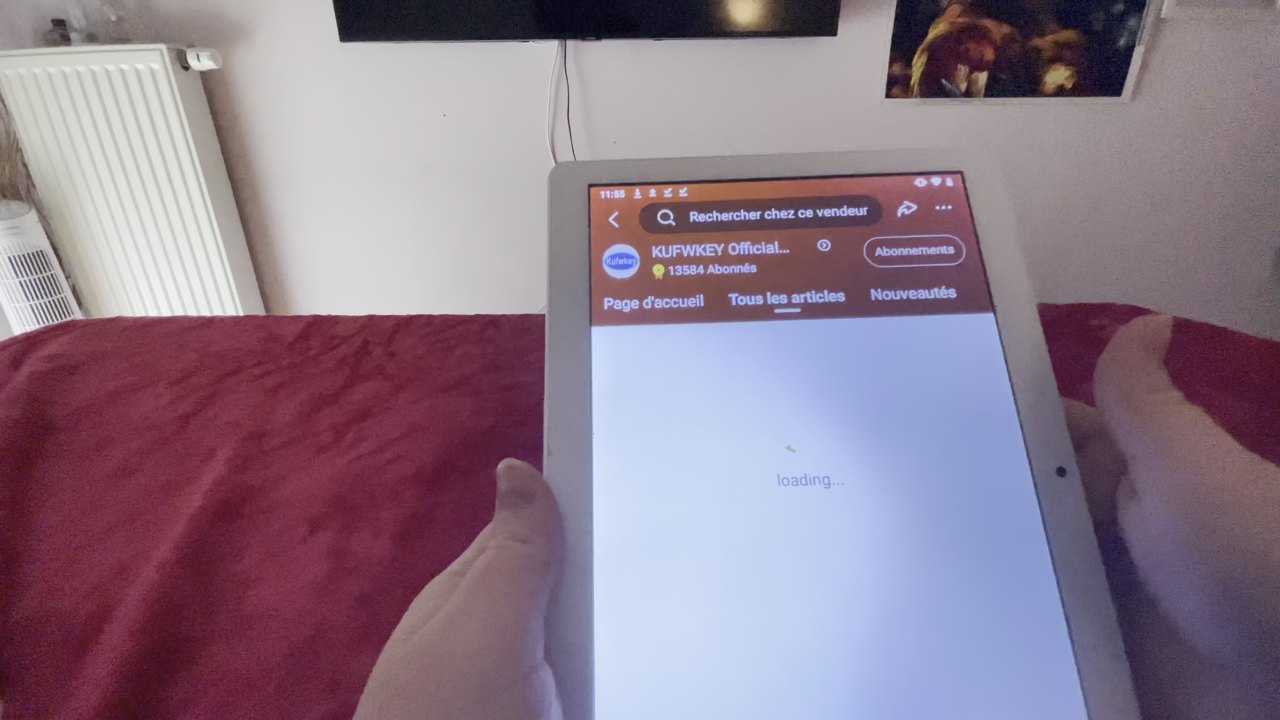 11:55
Rechercher chez ce vendeur
Kufwkey
KUFWKEY Official...
Abonnements
13584 Abonnés
Page d'accueil
Tous les articles
Nouveautés
loading...